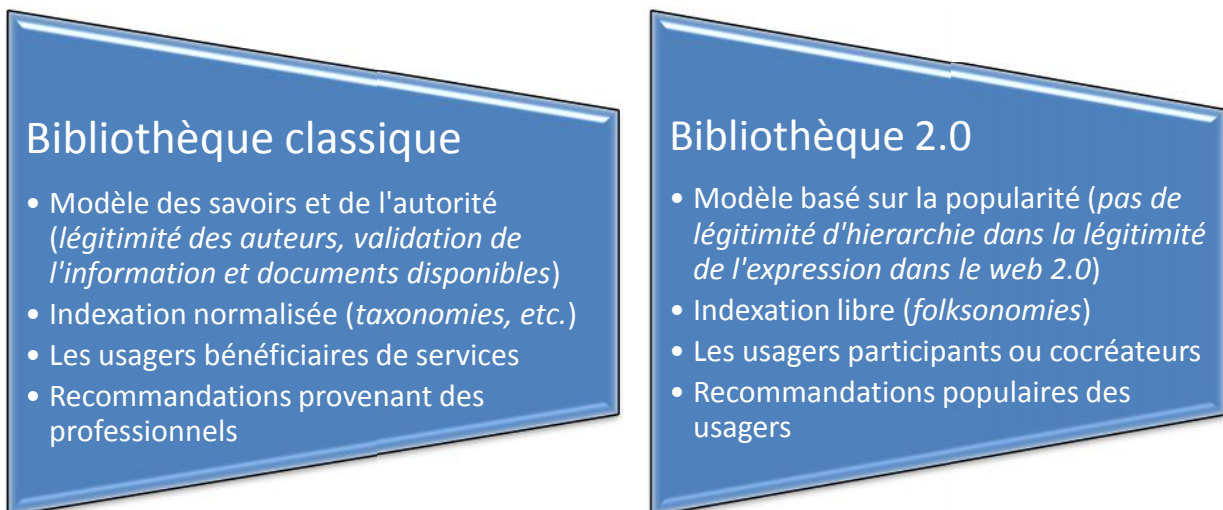 Bibliothèque classique
• Modèle des savoirs et de l'autorité
(légitimité des auteurs, validation de
l'information et documents disponibles)
• Indexation normalisée (taxonomies, etc.)
• Les usagers bénéficiaires de services
• Recommandations provenant des
professionnels
Bibliothèque 2.0
• Modèle basé sur la popularité (pas de
légitimité d'hierarchie dans la légitimité
de l'expression dans le web 2.0)
• Indexation libre (folksonomies)
• Les usagers participants ou cocréateurs
• Recommandations populaires des
usagers